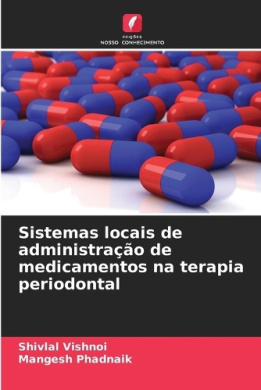 edições
NOSSO CONHECIMENTO
Sistemas locais de
administração de
medicamentos na terapia
periodontal
Shivlal Vishnoi
Mangesh Phadnaik